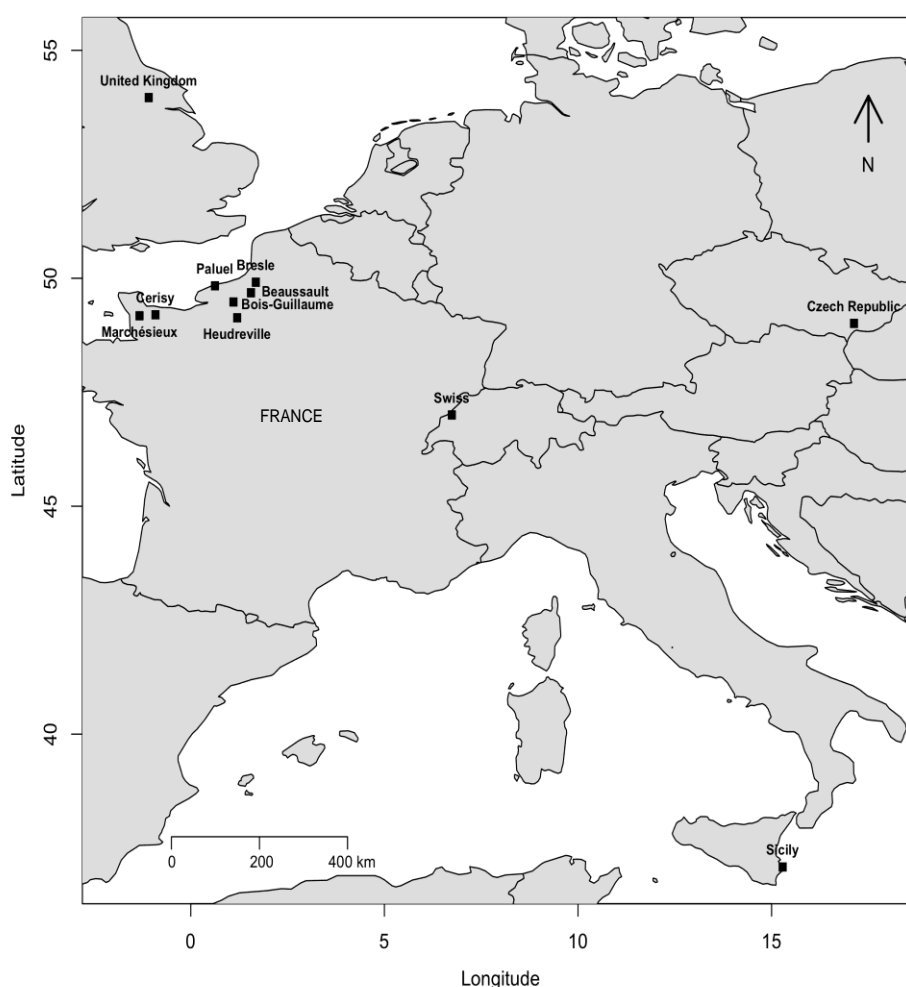 55
United Kingdom
N
50
Paluel
Bresle
Beaussault
Bois-Guillaume
Cerisy
Marchésieux
Heudreville
Czech Republic
Swiss
FRANCE
Latitude
45
40
Sicily
0
200
400 km
0
5
10
15
Longitude